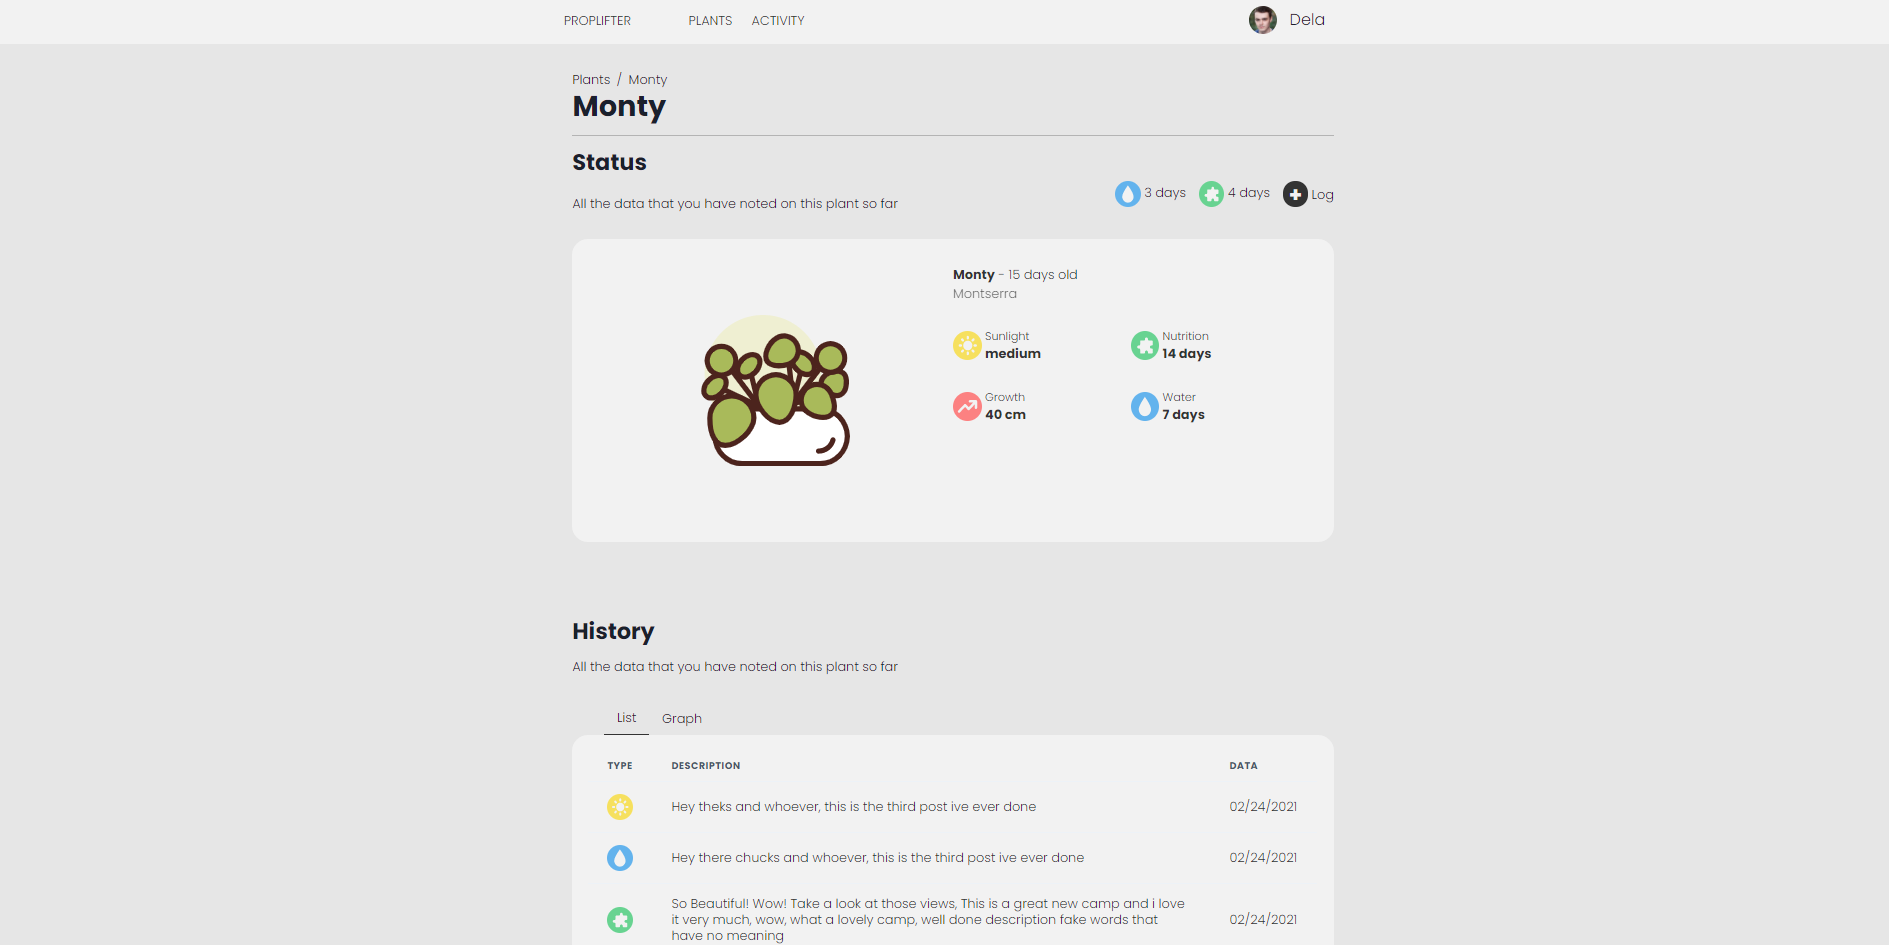 PROPLIFTER PLANTS ACTIVITY Dela
Plants / Monty
Monty
Status
All the data that you have noted on this plant so far
3 days 4 days Log
Monty - 15 days old
Montserra
Sunlight
medium
Nutrition
14 days
Growth
40 cm
Water
7 days
History
All the data that you have noted on this plant so far
List Graph
TYPE DESCRIPTION DATA
Hey theks and whoever, this is the third post ive ever done 02/24/2021
Hey there chucks and whoever, this is the third post ive ever done 02/24/2021
So Beautiful! Wow! Take a look at those views, This is a great new camp and i love
it very much, wow, what a lovely camp, well done description fake words that 02/24/2021
have no meaning